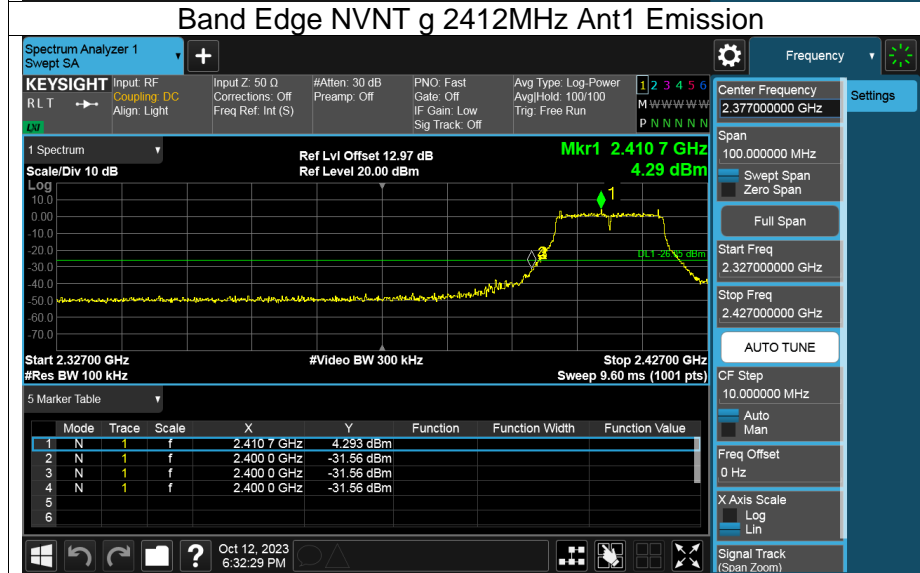 Band Edge NVNT g 2412MHz Ant1 Emission
Spectrum Analyzer 1
Swept SA
+
Frequency
KEYSIGHT
RLT
LXI
Input: RF
Coupling: DC
Align: Light
Input Z: 50 Ω
Corrections: Off
Freq Ref: Int (S)
#Atten: 30 dB
Preamp: Off
PNO: Fast
Gate: Off
IF Gain: Low
Sig Track: Off
Avg Type: Log-Power
Avg|Hold: 100/100
Trig: Free Run
1 2 3 4 5 6
M W W W W W
P N N N N N
1 Spectrum
Scale/Div 10 dB
Ref Lvl Offset 12.97 dB
Ref Level 20.00 dBm
Mkr1 2.410 7 GHz
4.29 dBm
Log
10.0
0.00
-10.0
-20.0
-30.0
-40.0
-50.0
-60.0
-70.0
1
Start 2.32700 GHz
#Res BW 100 kHz
#Video BW 300 kHz
Stop 2.42700 GHz
Sweep 9.60 ms (1001 pts)
5 Marker Table
Mode Trace Scale X Y Function Function Width Function Value
1 N 1 f 2.410 7 GHz 4.293 dBm
2 N 1 f 2.400 0 GHz -31.56 dBm
3 N 1 f 2.400 0 GHz -31.56 dBm
4 N 1 f 2.400 0 GHz -31.56 dBm
5
6
?
Oct 12, 2023
6:32:29 PM
Center Frequency
2.377000000 GHz
Settings
Span
100.000000 MHz
Swept Span
Zero Span
Full Span
Start Freq
2.327000000 GHz
Stop Freq
2.427000000 GHz
AUTO TUNE
CF Step
10.000000 MHz
Auto
Man
Freq Offset
0 Hz
X Axis Scale
Log
Lin
Signal Track
(Span Zoom)